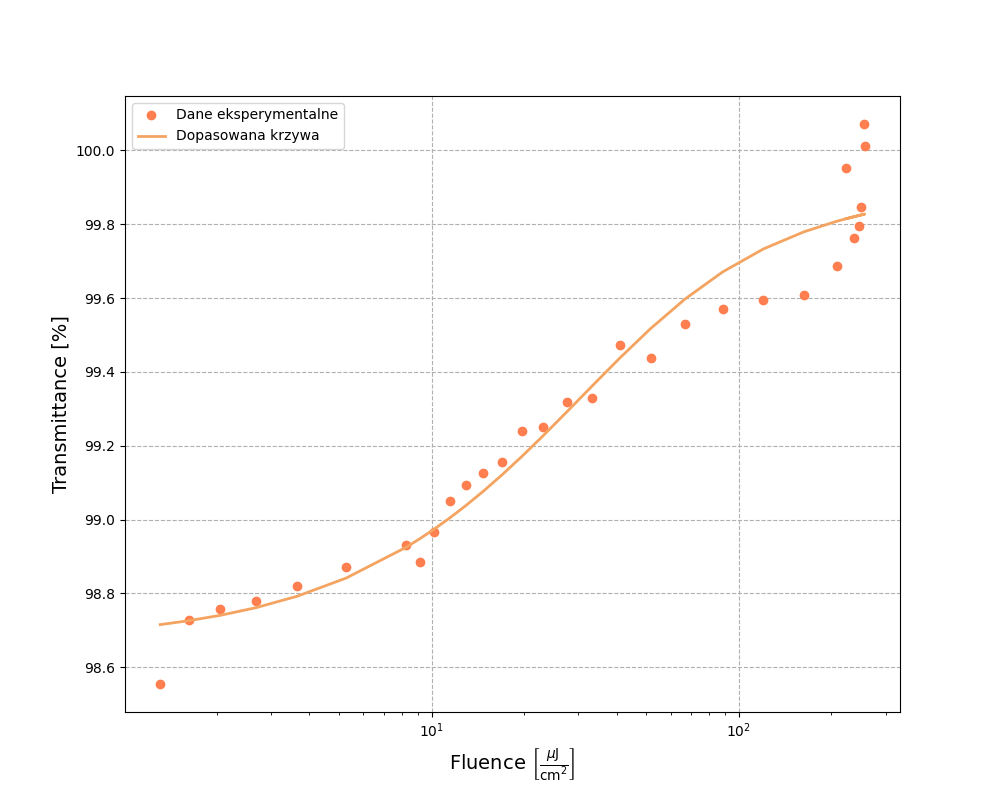 Dane eksperymentalne
Dopasowana krzywa
100.0
99.8
99.6
99.4
99.2
99.0
98.8
98.6
Transmittance [%]
10¹ 10²
Fluence [μJ/cm²]